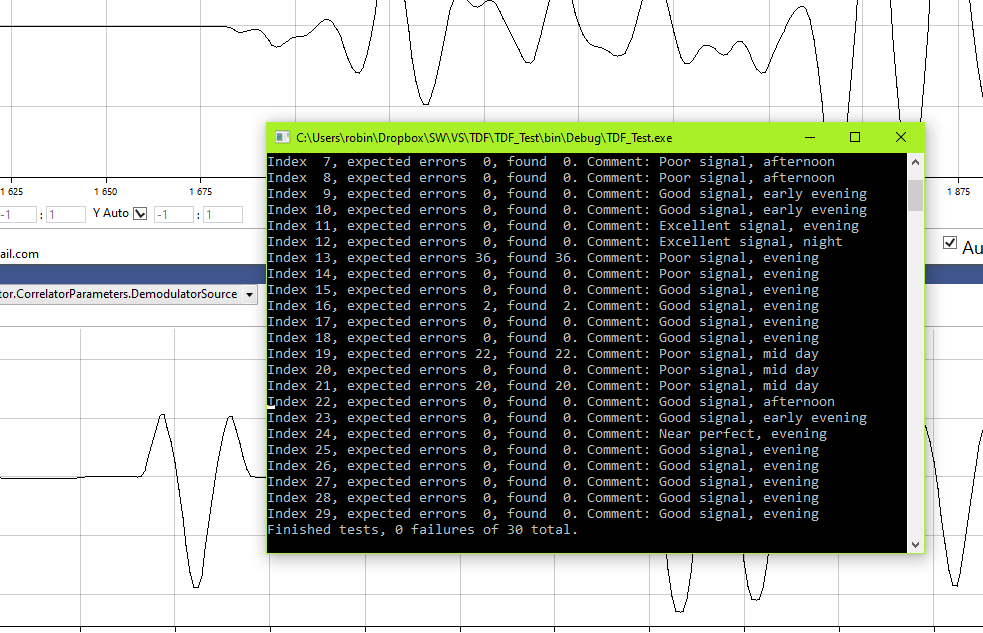 C:\Users\robin\Dropbox\SW\VS\TDF\TDF_Test\bin\Debug\TDF_Test.exe
Index  7, expected errors  0, found  0. Comment: Poor signal, afternoon
Index  8, expected errors  0, found  0. Comment: Poor signal, afternoon
Index  9, expected errors  0, found  0. Comment: Good signal, early evening
Index 10, expected errors  0, found  0. Comment: Good signal, early evening
Index 11, expected errors  0, found  0. Comment: Excellent signal, evening
Index 12, expected errors  0, found  0. Comment: Excellent signal, night
Index 13, expected errors 36, found 36. Comment: Poor signal, evening
Index 14, expected errors  0, found  0. Comment: Poor signal, evening
Index 15, expected errors  0, found  0. Comment: Good signal, evening
Index 16, expected errors  2, found  2. Comment: Good signal, evening
Index 17, expected errors  0, found  0. Comment: Good signal, evening
Index 18, expected errors  0, found  0. Comment: Good signal, evening
Index 19, expected errors 22, found 22. Comment: Poor signal, mid day
Index 20, expected errors  0, found  0. Comment: Poor signal, mid day
Index 21, expected errors 20, found 20. Comment: Poor signal, mid day
Index 22, expected errors  0, found  0. Comment: Good signal, afternoon
Index 23, expected errors  0, found  0. Comment: Good signal, early evening
Index 24, expected errors  0, found  0. Comment: Near perfect, evening
Index 25, expected errors  0, found  0. Comment: Good signal, evening
Index 26, expected errors  0, found  0. Comment: Good signal, evening
Index 27, expected errors  0, found  0. Comment: Good signal, evening
Index 28, expected errors  0, found  0. Comment: Good signal, evening
Index 29, expected errors  0, found  0. Comment: Good signal, evening
Finished tests, 0 failures of 30 total.
1 625 1 650 1 675 1 875
-1 : 1 Y Auto -1 : 1
ail.com
Au
tor.CorrelatorParameters.DemodulatorSource